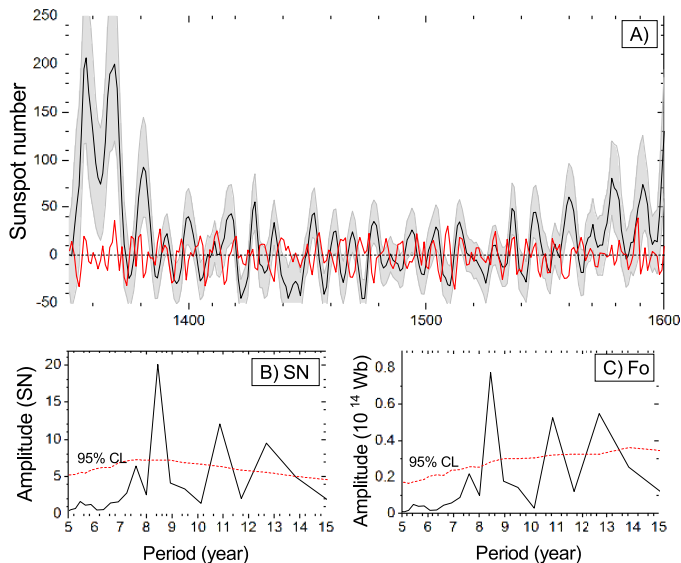 A)
Sunspot number
250
200
150
100
50
0
-50
1400
1500
1600
B) SN
Amplitude (SN)
20
15
10
5
0
95% CL
5 6 7 8 9 10 11 12 13 14 15
Period (year)
C) Fo
Amplitude (10 14 Wb)
0.8
0.6
0.4
0.2
0.0
95% CL
5 6 7 8 9 10 11 12 13 14 15
Period (year)